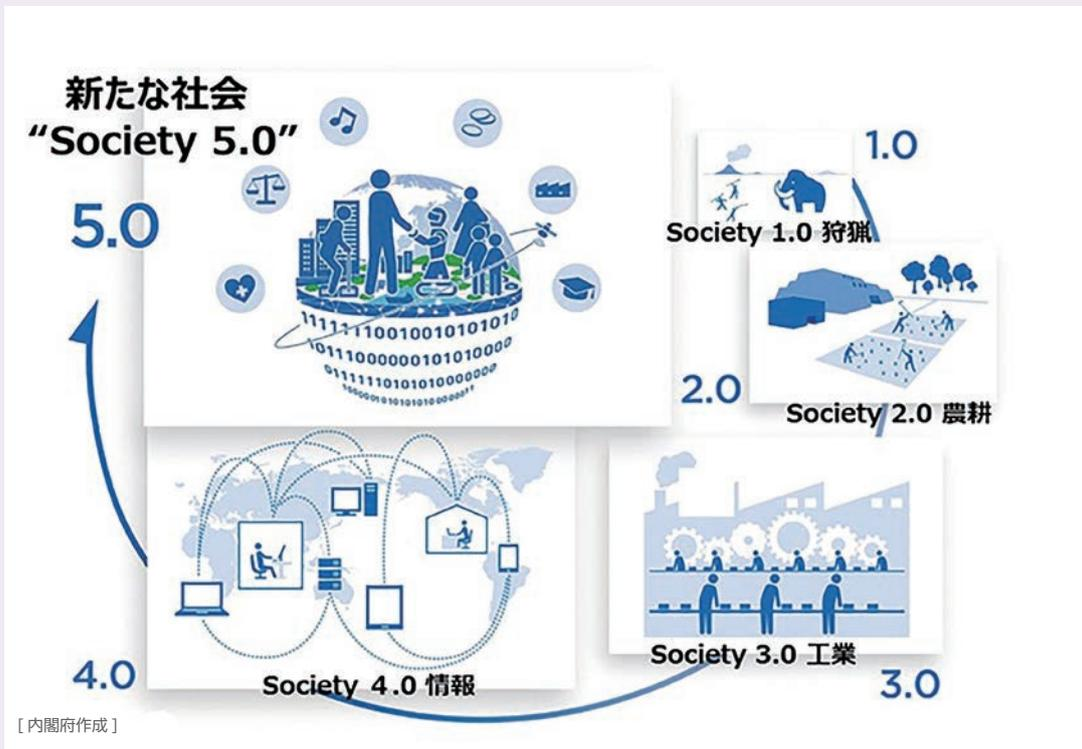 新たな社会
“Society 5.0”
5.0
1.0
Society 1.0 狩猟
2.0
Society 2.0 農耕
3.0
Society 3.0 工業
4.0
Society 4.0 情報
[ 内閣府作成 ]